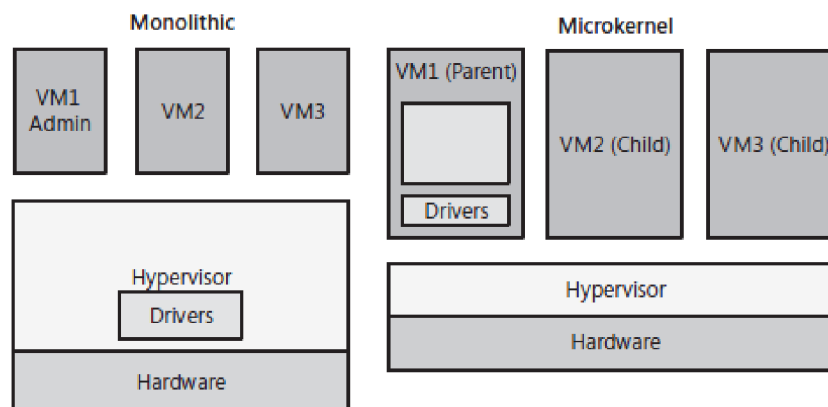 Monolithic
VM1
Admin
VM2
VM3
Hypervisor
Drivers
Hardware
Microkernel
VM1 (Parent)
Drivers
VM2 (Child)
VM3 (Child)
Hypervisor
Hardware